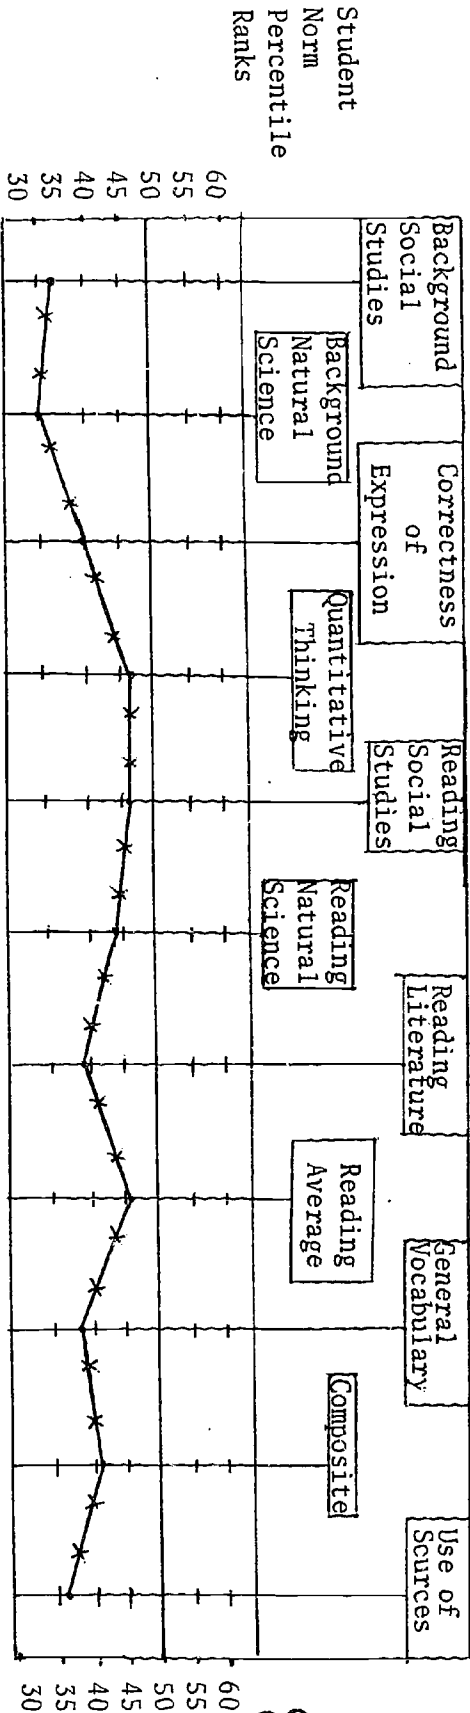 Student
Norm
Percentile
Ranks
60
55
50
45
40
35
30
Background
Social
Studies
Background
Natural
Science
Correctness
of
Expression
Quantitative
Thinking
Reading
Social
Studies
Reading
Natural
Science
Reading
Literature
Reading
Average
General
Vocabulary
Composite
Use of
Scurces
60
55
50
45
40
35
30